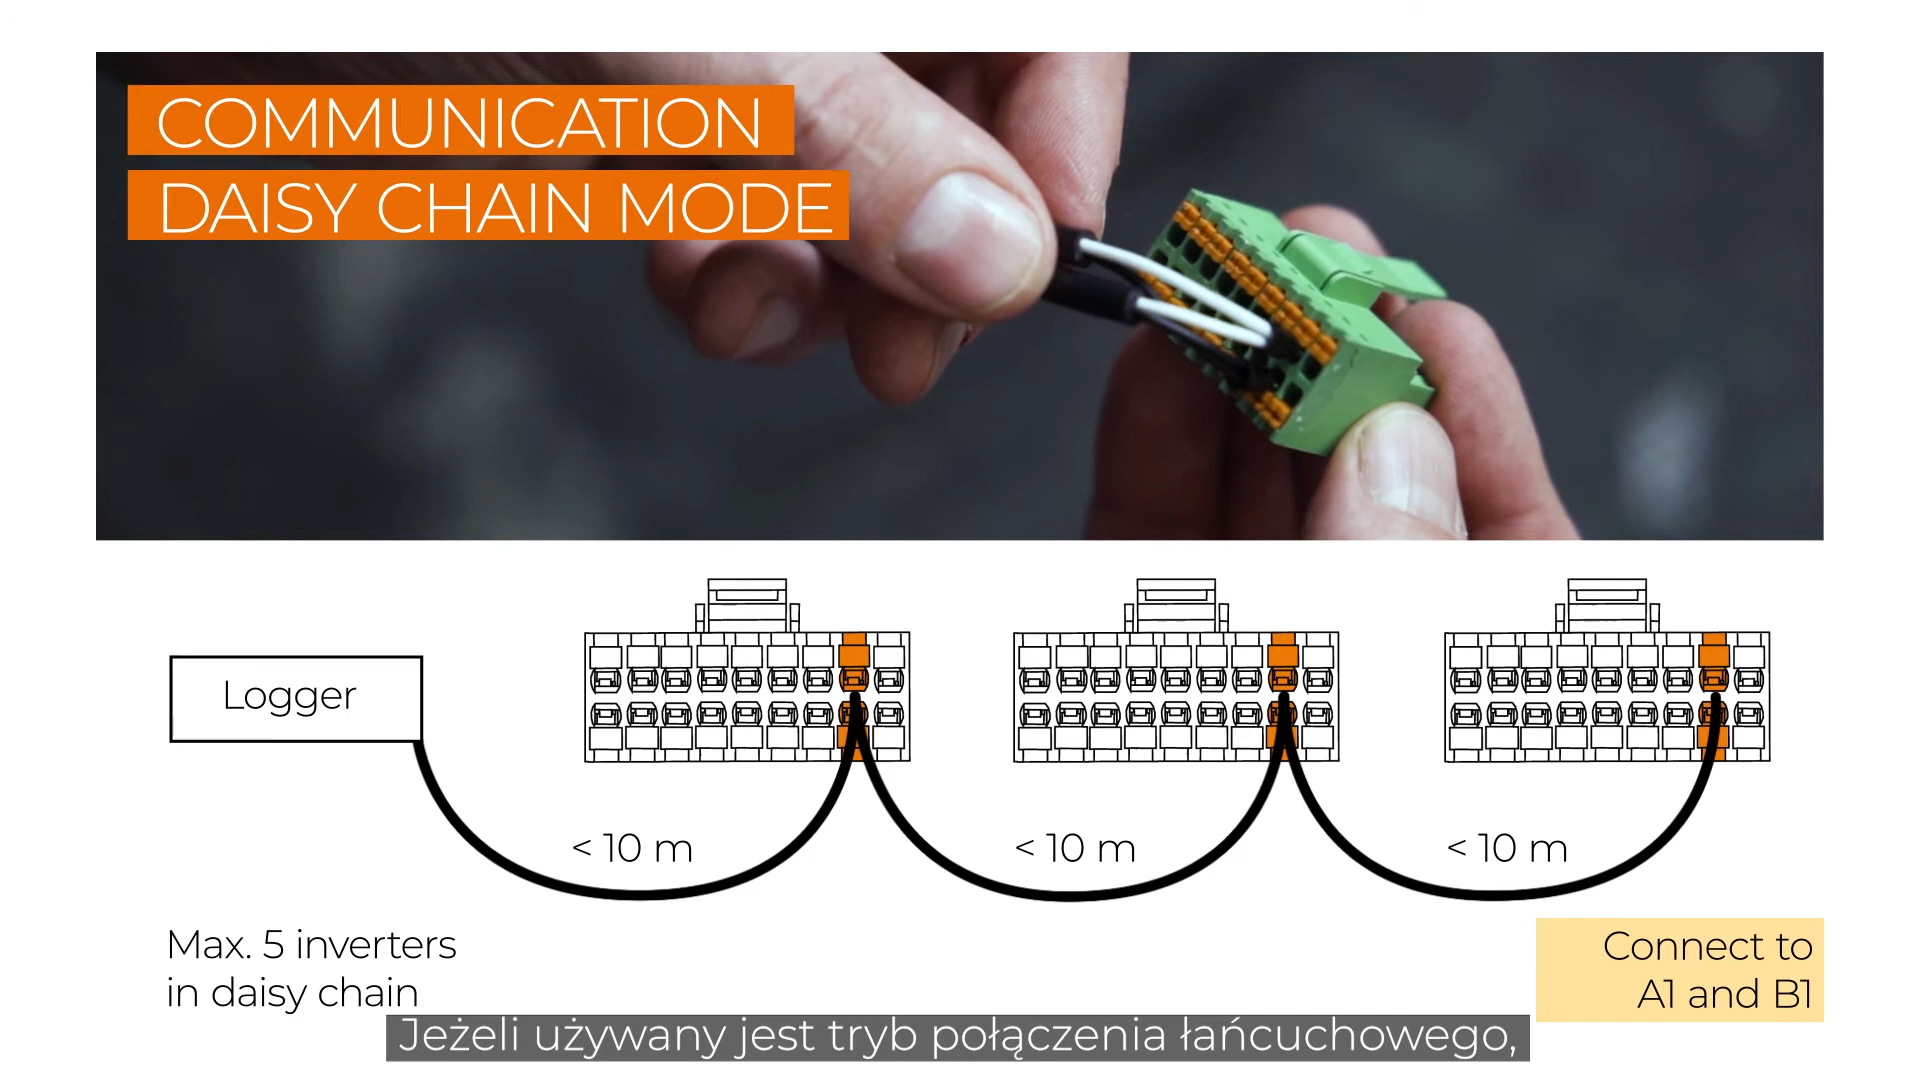 COMMUNICATION
DAISY CHAIN MODE
Logger
< 10 m
< 10 m
< 10 m
Max. 5 inverters
in daisy chain
Connect to
A1 and B1
Jeżeli używany jest tryb połączenia łańcuchowego,